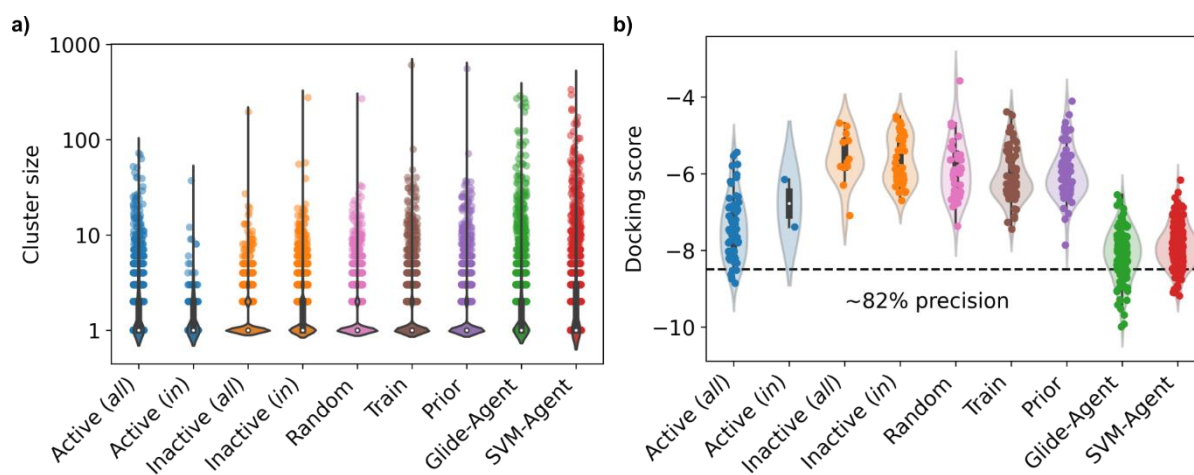 a)
Cluster size
1000
100
10
1
Active (all)
Active (in)
Inactive (all)
Inactive (in)
Random
Train
Prior
Glide-Agent
SVM-Agent
b)
Docking score
−4
−6
−8
−10
~82% precision
Active (all)
Active (in)
Inactive (all)
Inactive (in)
Random
Train
Prior
Glide-Agent
SVM-Agent